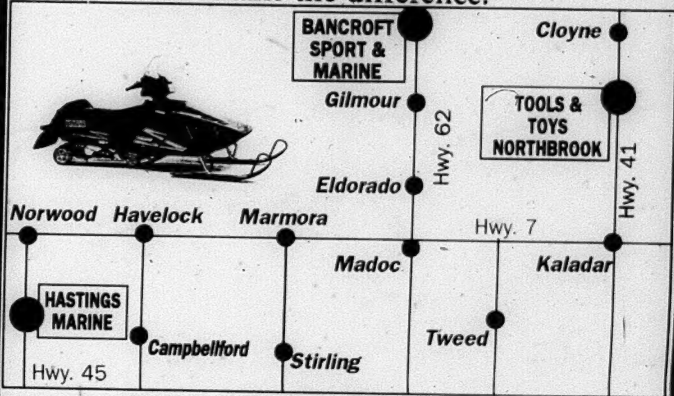 BANCROFT
SPORT &
MARINE
Cloyne
Gilmour
TOOLS &
TOYS
NORTHBROOK
Hwy. 62
Hwy. 41
Eldorado
Norwood Havelock Marmora
Hwy. 7
Madoc
Kaladar
HASTINGS
MARINE
Campbellford
Stirling
Tweed
Hwy. 45